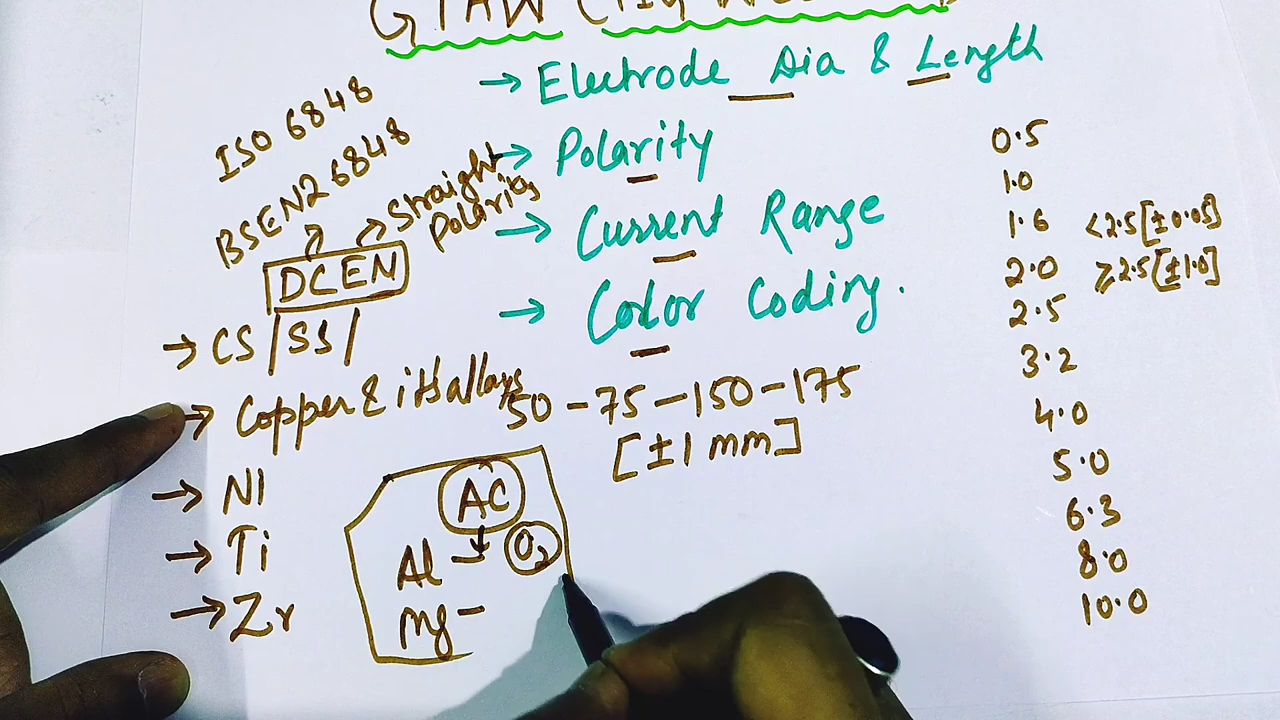 GTAW (TIG
→ Electrode Dia & Length
→ Polarity
→ Current Range
→ Color Coding.
ISO 6848
BSEN26848
→ Straight
Polarity
DCEN
→ CS/SS/
→ Copper & its alloys
→ NI
→ Ti
→ Zr
50 - 75 - 150 - 175
[±1 mm]
AC
Al → O2
Mg -
0.5
1.0
1.6 <2.5[±0.05]
2.0 ≥2.5[±1.0]
2.5
3.2
4.0
5.0
6.3
8.0
10.0